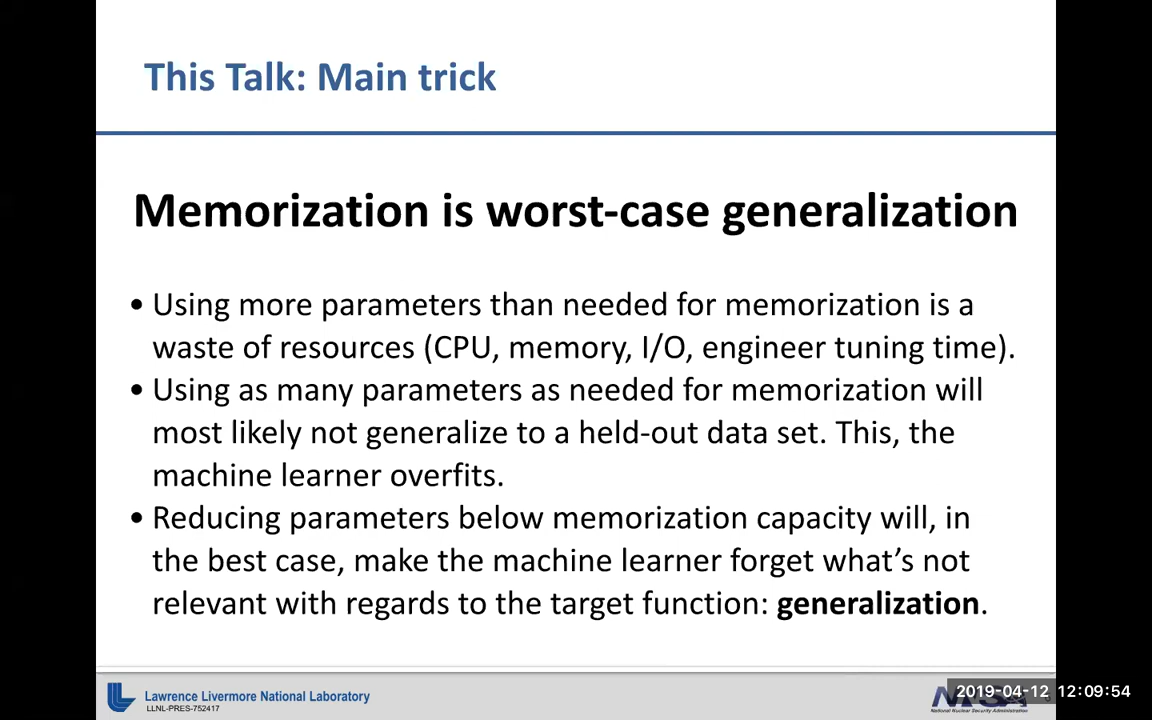 This Talk: Main trick
Memorization is worst-case generalization
• Using more parameters than needed for memorization is a
waste of resources (CPU, memory, I/O, engineer tuning time).
• Using as many parameters as needed for memorization will
most likely not generalize to a held-out data set. This, the
machine learner overfits.
• Reducing parameters below memorization capacity will, in
the best case, make the machine learner forget what’s not
relevant with regards to the target function: generalization.
Lawrence Livermore National Laboratory
LLNL-PRES-752417
2019-04-12 12:09:54
National Nuclear Security Administration